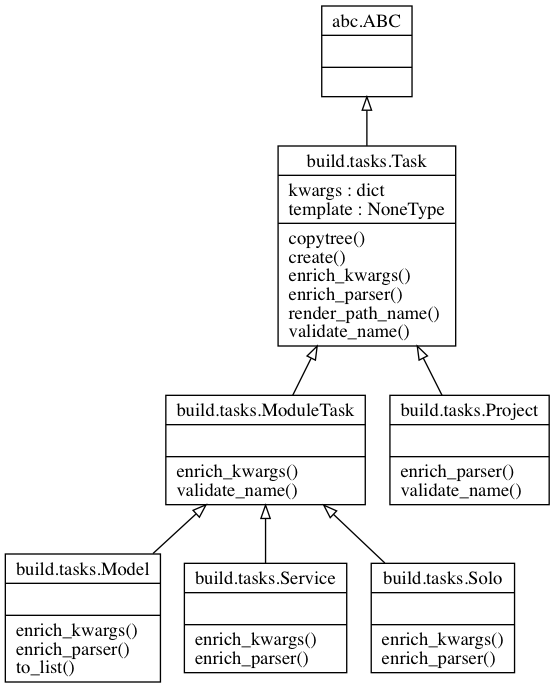 abc.ABC
build.tasks.Task
kwargs : dict
template : NoneType
copytree()
create()
enrich_kwargs()
enrich_parser()
render_path_name()
validate_name()
build.tasks.ModuleTask
enrich_kwargs()
validate_name()
build.tasks.Project
enrich_parser()
validate_name()
build.tasks.Model
enrich_kwargs()
enrich_parser()
to_list()
build.tasks.Service
enrich_kwargs()
enrich_parser()
build.tasks.Solo
enrich_kwargs()
enrich_parser()